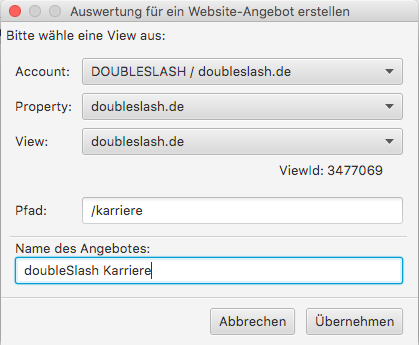 Auswertung für ein Website-Angebot erstellen
Bitte wähle eine View aus:
Account: DOUBLESLASH / doubleslash.de
Property: doubleslash.de
View: doubleslash.de
ViewId: 3477069
Pfad: /karriere
Name des Angebotes:
doubleSlash Karriere
Abbrechen Übernehmen